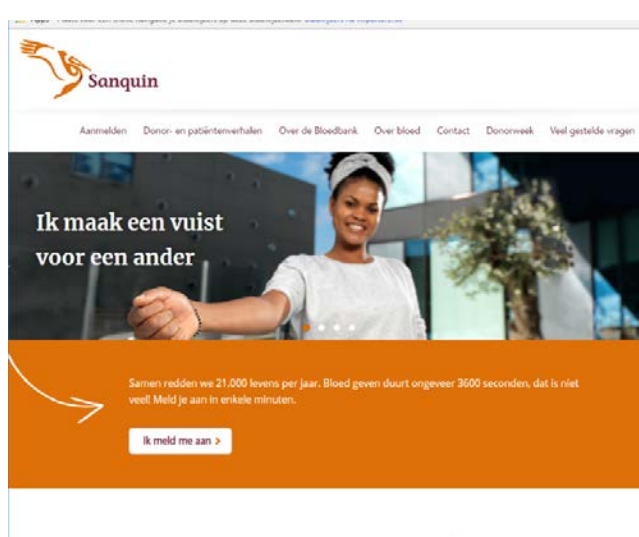 Sanquin
Aanmelden Donor- en patiëntenverhalen Over de Bloedbank Over bloed Contact Donorweek Veel gestelde vragen
Ik maak een vuist
voor een ander
Samen redden we 21.000 levens per jaar. Bloed geven duurt ongeveer 3600 seconden, dat is niet
veel! Meld je aan in enkele minuten.
Ik meld me aan >